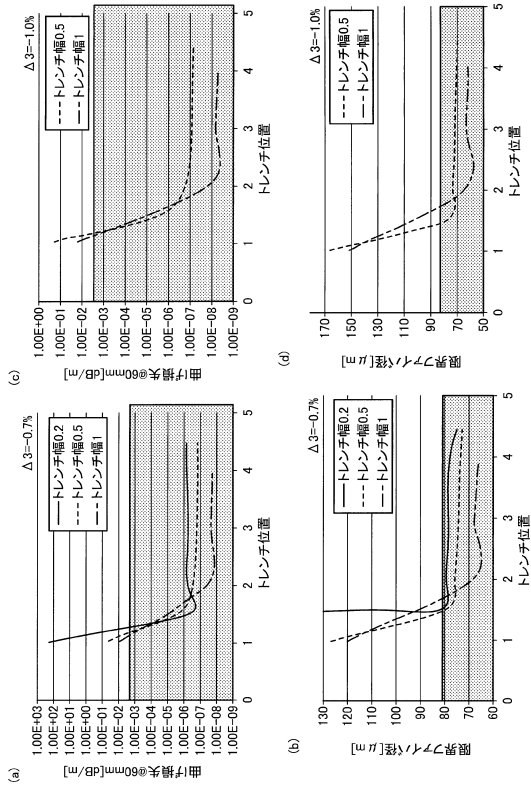 (a)
Δ3=-0.7%
トレンチ幅0.2
トレンチ幅0.5
トレンチ幅1
曲げ損失@60mm[dB/m]
1.00E+03
1.00E+02
1.00E+01
1.00E+00
1.00E-01
1.00E-02
1.00E-03
1.00E-04
1.00E-05
1.00E-06
1.00E-07
1.00E-08
1.00E-09
0 1 2 3 4 5
トレンチ位置
(b)
Δ3=-0.7%
トレンチ幅0.2
トレンチ幅0.5
トレンチ幅1
限界ファイバ径[μm]
130
120
110
100
90
80
70
60
0 1 2 3 4 5
トレンチ位置
(c)
Δ3=-1.0%
トレンチ幅0.5
トレンチ幅1
曲げ損失@60mm[dB/m]
1.00E+00
1.00E-01
1.00E-02
1.00E-03
1.00E-04
1.00E-05
1.00E-06
1.00E-07
1.00E-08
1.00E-09
0 1 2 3 4 5
トレンチ位置
(d)
Δ3=-1.0%
トレンチ幅0.5
トレンチ幅1
限界ファイバ径[μm]
170
150
130
110
90
70
50
0 1 2 3 4 5
トレンチ位置